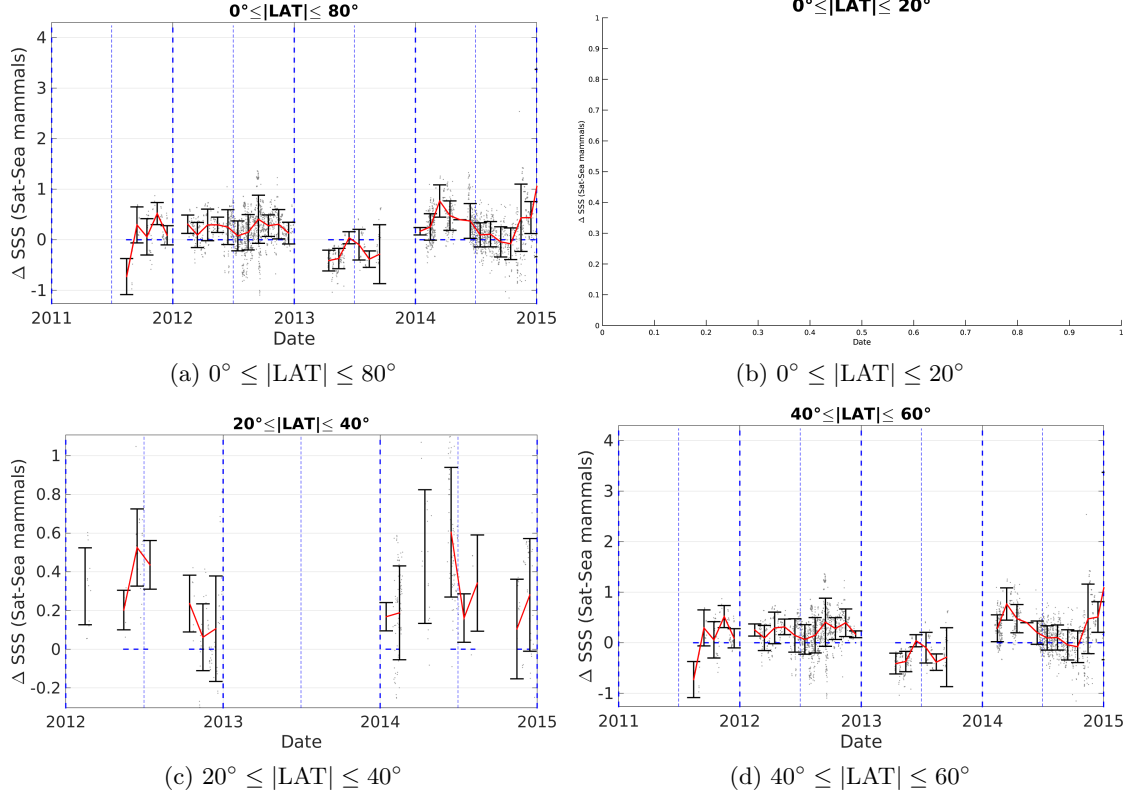 0°≤|LAT|≤ 80°
Δ SSS (Sat-Sea mammals)
4
3
2
1
0
-1
2011 2012 2013 2014 2015
Date
(a) 0° ≤ |LAT| ≤ 80°
0°≤|LAT|≤ 20°
Δ SSS (Sat-Sea mammals)
1
0.9
0.8
0.7
0.6
0.5
0.4
0.3
0.2
0.1
0
0 0.1 0.2 0.3 0.4 0.5 0.6 0.7 0.8 0.9 1
Date
(b) 0° ≤ |LAT| ≤ 20°
20°≤|LAT|≤ 40°
Δ SSS (Sat-Sea mammals)
1
0.8
0.6
0.4
0.2
0
-0.2
2012 2013 2014 2015
Date
(c) 20° ≤ |LAT| ≤ 40°
40°≤|LAT|≤ 60°
Δ SSS (Sat-Sea mammals)
4
3
2
1
0
-1
2011 2012 2013 2014 2015
Date
(d) 40° ≤ |LAT| ≤ 60°